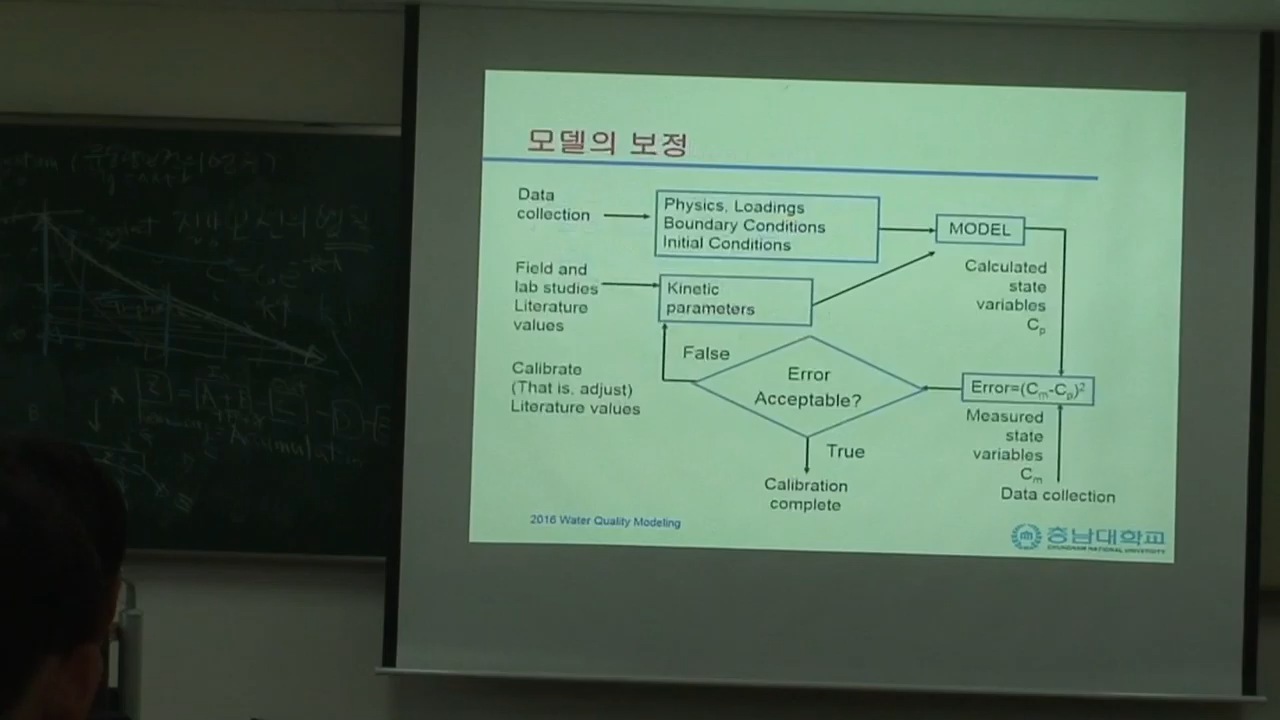 모델의 보정
Data
collection
Physics, Loadings
Boundary Conditions
Initial Conditions
MODEL
Field and
lab studies
Literature
values
Kinetic
parameters
Calculated
state
variables
Cp
False
Calibrate
(That is, adjust)
Literature values
Error
Acceptable?
Error=(Cm-Cp)2
Measured
state
variables
Cm
Data collection
True
Calibration
complete
2016 Water Quality Modeling
충남대학교
CHUNGNAM NATIONAL UNIVERSITY